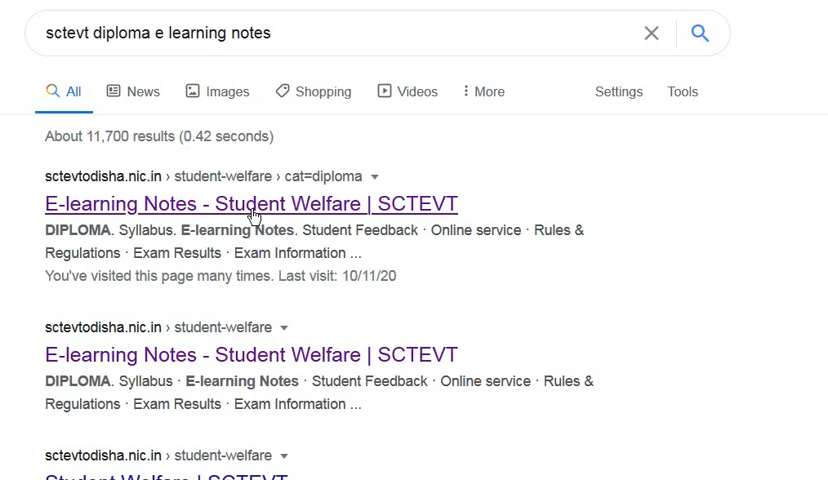 sctevt diploma e learning notes
All News Images Shopping Videos More Settings Tools
About 11,700 results (0.42 seconds)
sctevtodisha.nic.in › student-welfare › cat=diploma
E-learning Notes - Student Welfare | SCTEVT
DIPLOMA. Syllabus. E-learning Notes. Student Feedback · Online service · Rules &
Regulations · Exam Results · Exam Information ...
You've visited this page many times. Last visit: 10/11/20
sctevtodisha.nic.in › student-welfare
E-learning Notes - Student Welfare | SCTEVT
DIPLOMA. Syllabus · E-learning Notes · Student Feedback · Online service · Rules &
Regulations · Exam Results · Exam Information ...
sctevtodisha.nic.in › student-welfare
Student Welfare | SCTEVT